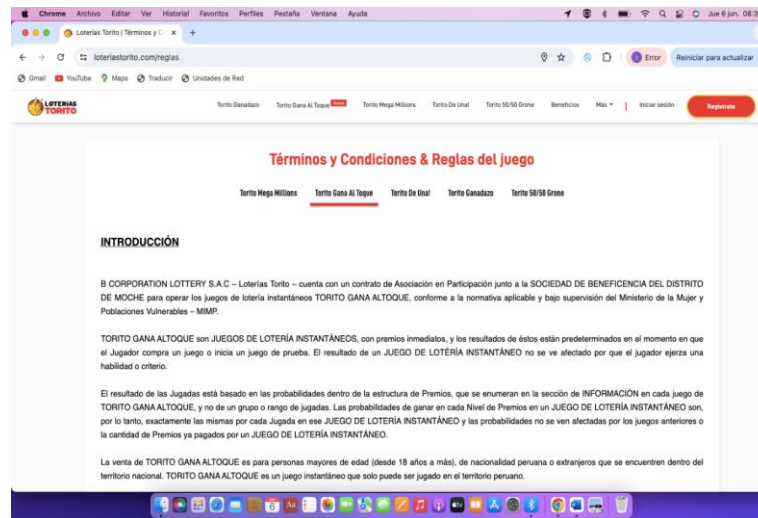 Chrome Archivo Editar Ver Historial Favoritos Perfiles Pestaña Ventana Ayuda
Jue 6 jun. 08:3
Loterías Torito | Términos y C
loteriastorito.com/reglas
Error
Reiniciar para actualizar
Gmail YouTube Maps Traducir Unidades de Red
LOTERIAS
TORITO
Torito Ganadazo Torito Gana Al Toque Torito Mega Millions Torito De Una! Torito 50/50 Grone Beneficios Más Iniciar sesión Regístrate
Términos y Condiciones & Reglas del juego
Torito Mega Millions Torito Gana Al Toque Torito De Una! Torito Ganadazo Torito 50/50 Grone
INTRODUCCIÓN
B CORPORATION LOTTERY S.A.C – Loterías Torito – cuenta con un contrato de Asociación en Participación junto a la SOCIEDAD DE BENEFICENCIA DEL DISTRITO
DE MOCHE para operar los juegos de lotería instantáneos TORITO GANA ALTOQUE, conforme a la normativa aplicable y bajo supervisión del Ministerio de la Mujer y
Poblaciones Vulnerables – MIMP.
TORITO GANA ALTOQUE son JUEGOS DE LOTERÍA INSTANTÁNEOS, con premios inmediatos, y los resultados de éstos están predeterminados en el momento en que
el Jugador compra un juego o inicia un juego de prueba. El resultado de un JUEGO DE LOTÉRÍA INSTANTÁNEO no se ve afectado por que el jugador ejerza una
habilidad o criterio.
El resultado de las Jugadas está basado en las probabilidades dentro de la estructura de Premios, que se enumeran en la sección de INFORMACIÓN en cada juego de
TORITO GANA ALTOQUE, y no de un grupo o rango de jugadas. Las probabilidades de ganar en cada Nivel de Premios en un JUEGO DE LOTERÍA INSTANTÁNEO son,
por lo tanto, exactamente las mismas por cada Jugada en ese JUEGO DE LOTERÍA INSTANTÁNEO y las probabilidades no se ven afectadas por los juegos anteriores o
la cantidad de Premios ya pagados por un JUEGO DE LOTERÍA INSTANTÁNEO.
La venta de TORITO GANA ALTOQUE es para personas mayores de edad (desde 18 años a más), de nacionalidad peruana o extranjeros que se encuentren dentro del
territorio nacional. TORITO GANA ALTOQUE es un juego instantáneo que solo puede ser jugado en el territorio peruano.